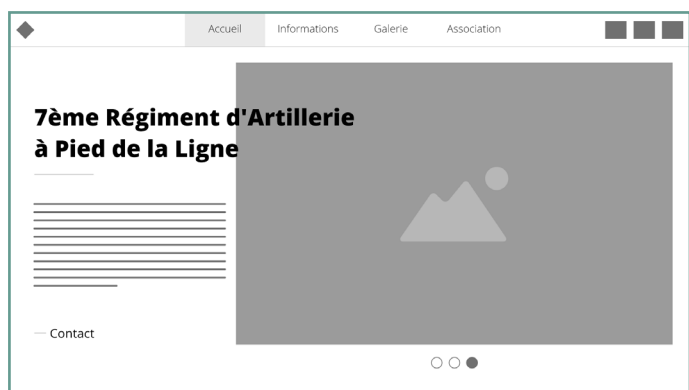 Accueil
Informations
Galerie
Association
7ème Régiment d'Artillerie
à Pied de la Ligne
Contact